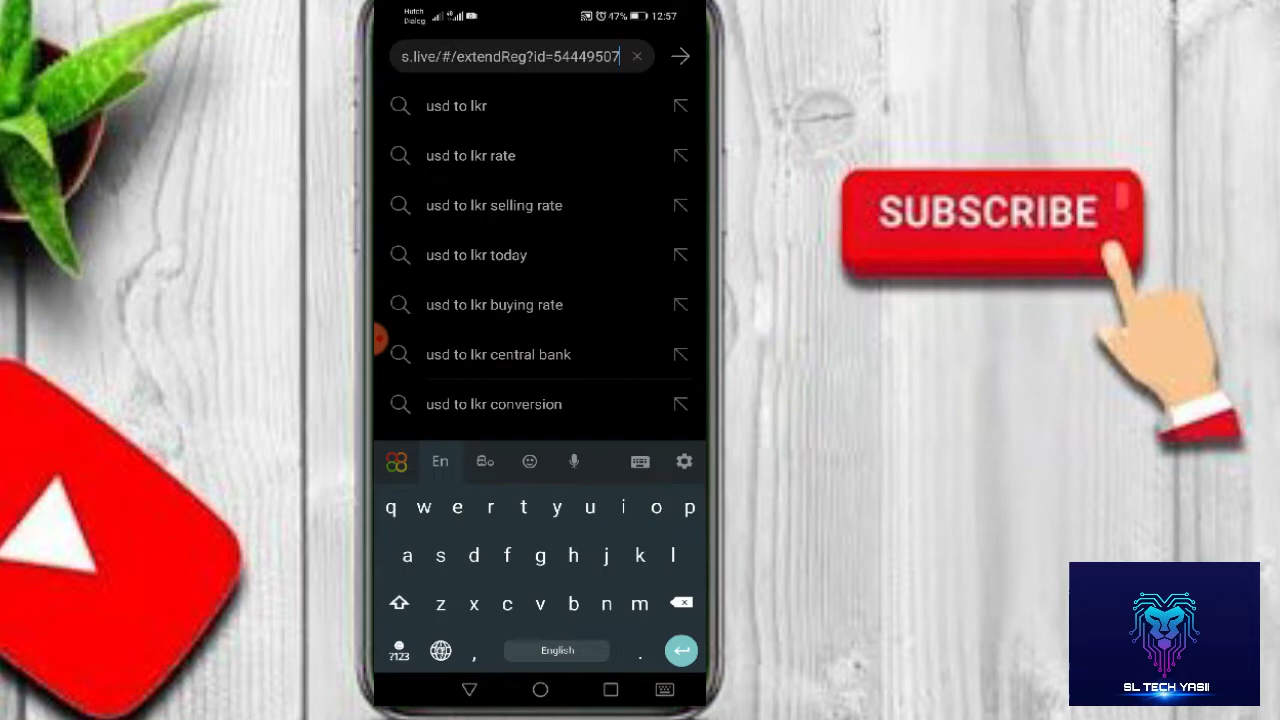 Hutch
Dialog
47% 12:57
s.live/#/extendReg?id=54449507
usd to lkr
usd to lkr rate
usd to lkr selling rate
usd to lkr today
usd to lkr buying rate
usd to lkr central bank
usd to lkr conversion
En සිං
q w e r t y u i o p
a s d f g h j k l
z x c v b n m
?123 , English .
SUBSCRIBE
SL TECH YASII